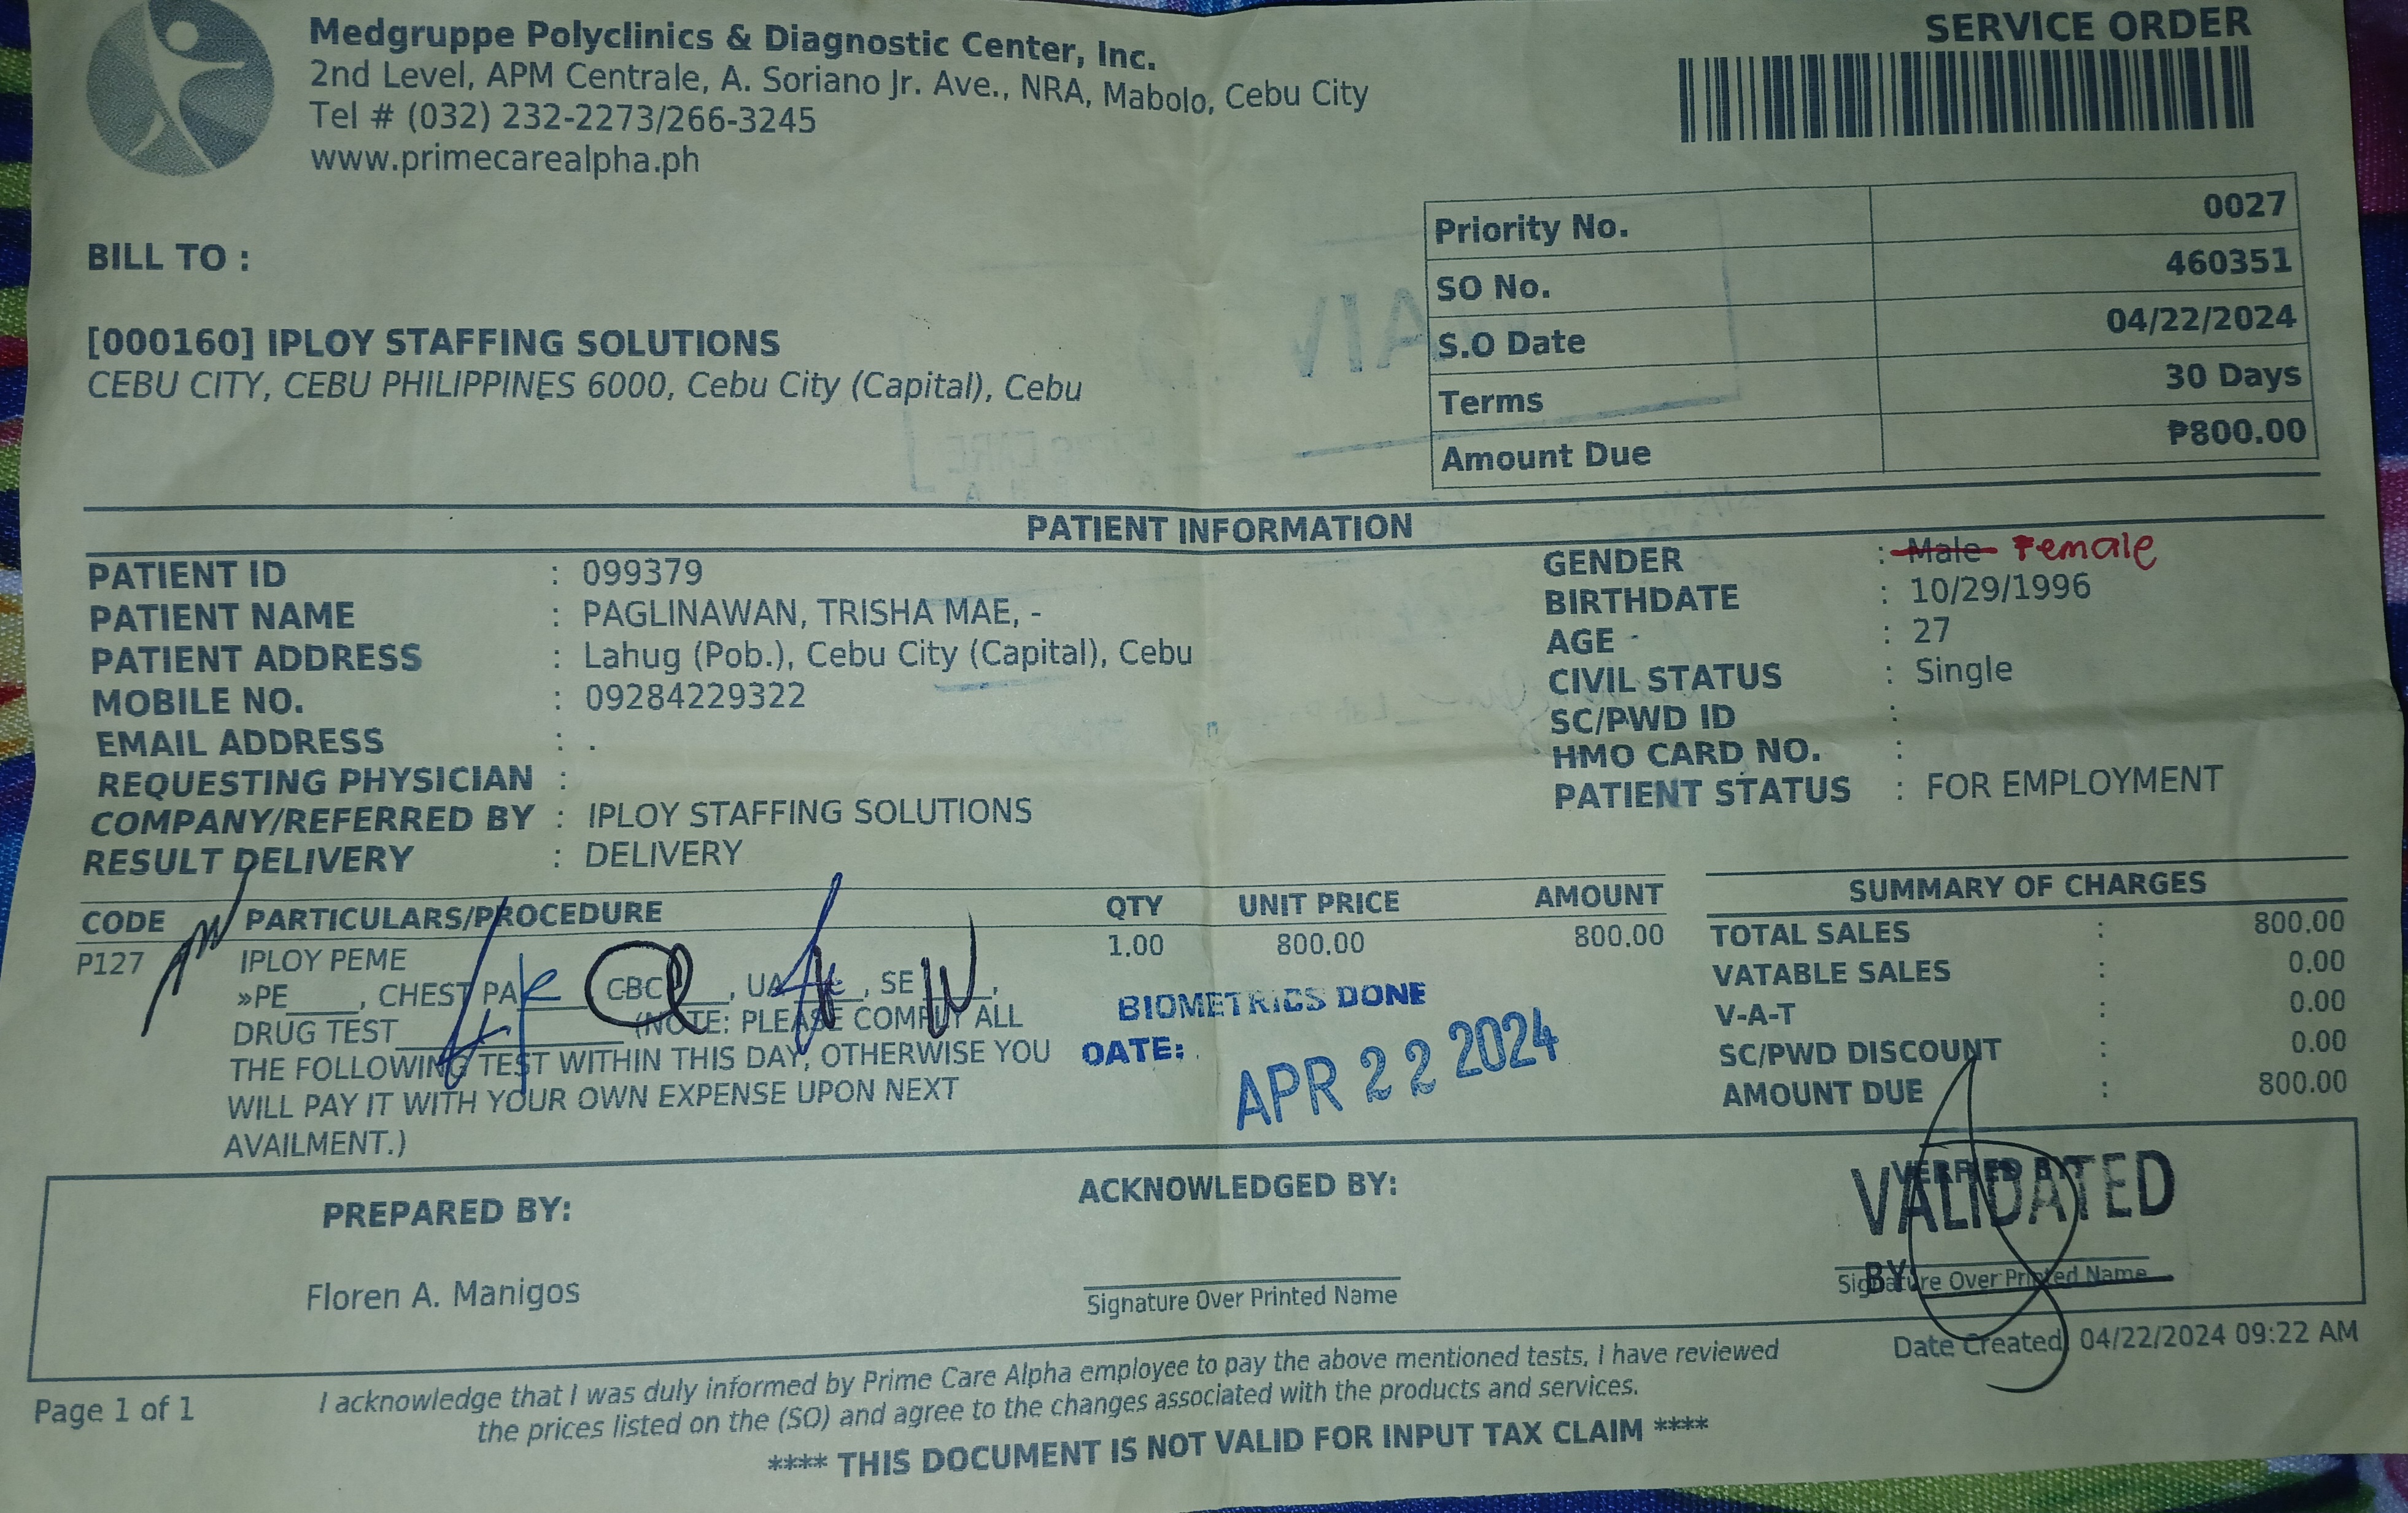 Medgruppe Polyclinics & Diagnostic Center, Inc.
2nd Level, APM Centrale, A. Soriano Jr. Ave., NRA, Mabolo, Cebu City
Tel # (032) 232-2273/266-3245
www.primecarealpha.ph
SERVICE ORDER
Priority No. 0027
SO No. 460351
S.O Date 04/22/2024
Terms 30 Days
Amount Due ₱800.00
BILL TO :
[000160] IPLOY STAFFING SOLUTIONS
CEBU CITY, CEBU PHILIPPINES 6000, Cebu City (Capital), Cebu
PATIENT INFORMATION
PATIENT ID : 099379
PATIENT NAME : PAGLINAWAN, TRISHA MAE, -
PATIENT ADDRESS : Lahug (Pob.), Cebu City (Capital), Cebu
MOBILE NO. : 09284229322
EMAIL ADDRESS : .
REQUESTING PHYSICIAN :
COMPANY/REFERRED BY : IPLOY STAFFING SOLUTIONS
RESULT DELIVERY : DELIVERY
GENDER : Male Female
BIRTHDATE : 10/29/1996
AGE : 27
CIVIL STATUS : Single
SC/PWD ID :
HMO CARD NO. :
PATIENT STATUS : FOR EMPLOYMENT
CODE PARTICULARS/PROCEDURE QTY UNIT PRICE AMOUNT
P127 IPLOY PEME 1.00 800.00 800.00
»PE____, CHEST PA____ CBC____, UA____, SE____,
DRUG TEST____________ (NOTE: PLEASE COMPLY ALL
THE FOLLOWING TEST WITHIN THIS DAY, OTHERWISE YOU
WILL PAY IT WITH YOUR OWN EXPENSE UPON NEXT
AVAILMENT.)
BIOMETRICS DONE
DATE:
APR 22 2024
SUMMARY OF CHARGES
TOTAL SALES : 800.00
VATABLE SALES : 0.00
V-A-T : 0.00
SC/PWD DISCOUNT : 0.00
AMOUNT DUE : 800.00
PREPARED BY:
Floren A. Manigos
ACKNOWLEDGED BY:
Signature Over Printed Name
VALIDATED
BY
Signature Over Printed Name
Date Created 04/22/2024 09:22 AM
Page 1 of 1
I acknowledge that I was duly informed by Prime Care Alpha employee to pay the above mentioned tests, I have reviewed
the prices listed on the (SO) and agree to the changes associated with the products and services.
**** THIS DOCUMENT IS NOT VALID FOR INPUT TAX CLAIM ****